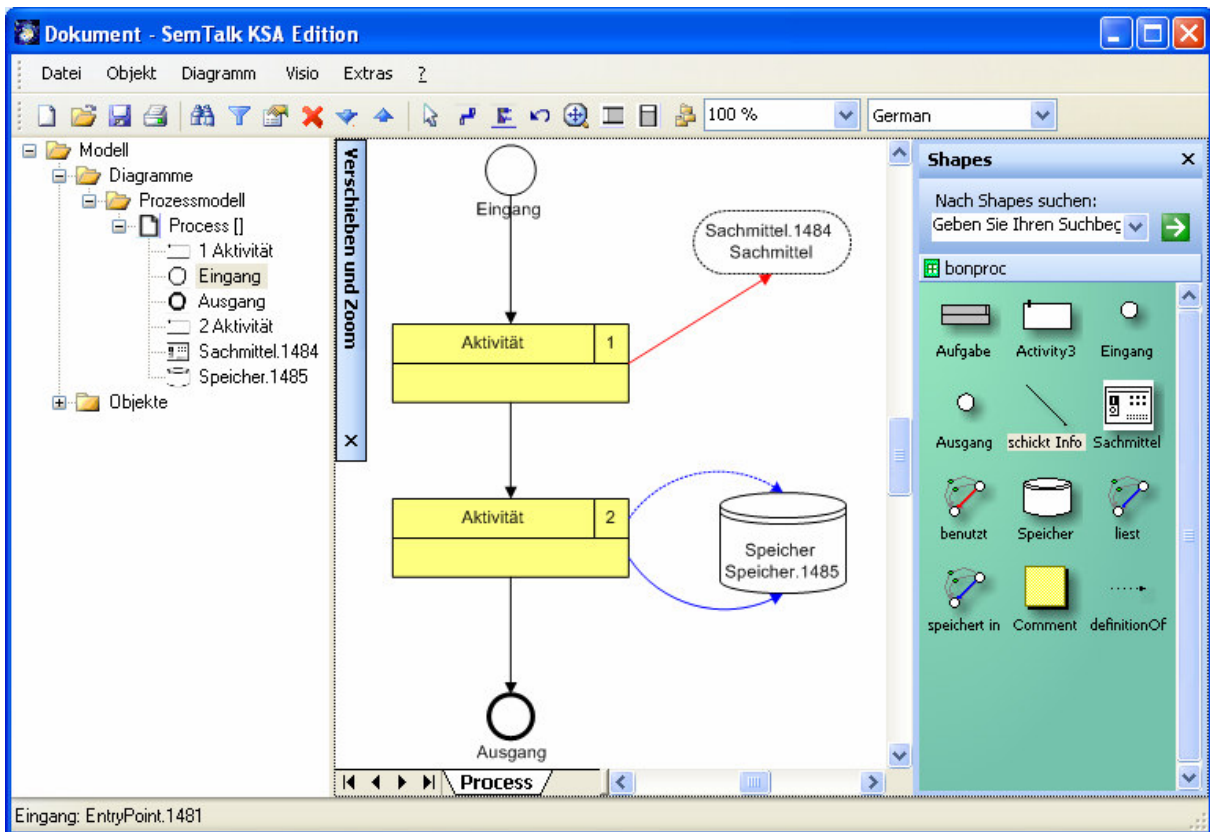 Dokument - SemTalk KSA Edition
Datei Objekt Diagramm Visio Extras ?
100 % German
Modell
Diagramme
Prozessmodell
Process []
1 Aktivität
Eingang
Ausgang
2 Aktivität
Sachmittel.1484
Speicher.1485
Objekte
Verschieben und Zoom
Eingang
Sachmittel.1484
Sachmittel
Aktivität 1
Aktivität 2
Speicher
Speicher.1485
Ausgang
Process
Shapes
Nach Shapes suchen:
Geben Sie Ihren Suchbeg
bonproc
Aufgabe Activity3 Eingang
Ausgang schickt Info Sachmittel
benutzt Speicher liest
speichert in Comment definitionOf
Eingang: EntryPoint.1481